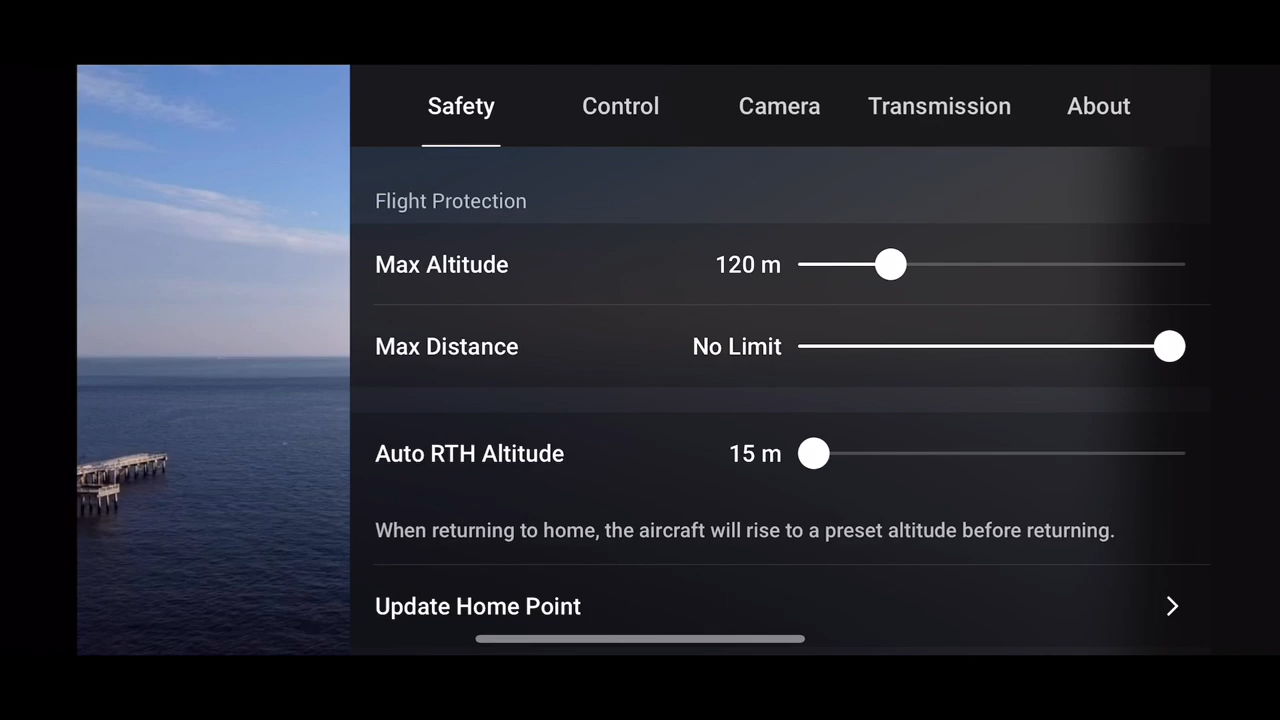 Safety Control Camera Transmission About
Flight Protection
Max Altitude 120 m
Max Distance No Limit
Auto RTH Altitude 15 m
When returning to home, the aircraft will rise to a preset altitude before returning.
Update Home Point